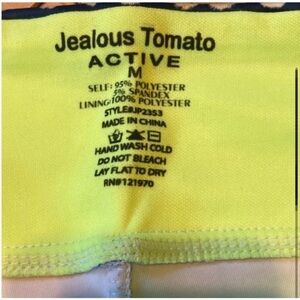 Jealous Tomato
ACTIVE
M
SELF: 95% POLYESTER
5% SPANDEX
LINING:100% POLYESTER
STYLE#JP2353
MADE IN CHINA
HAND WASH COLD
DO NOT BLEACH
LAY FLAT TO DRY
RN#121970